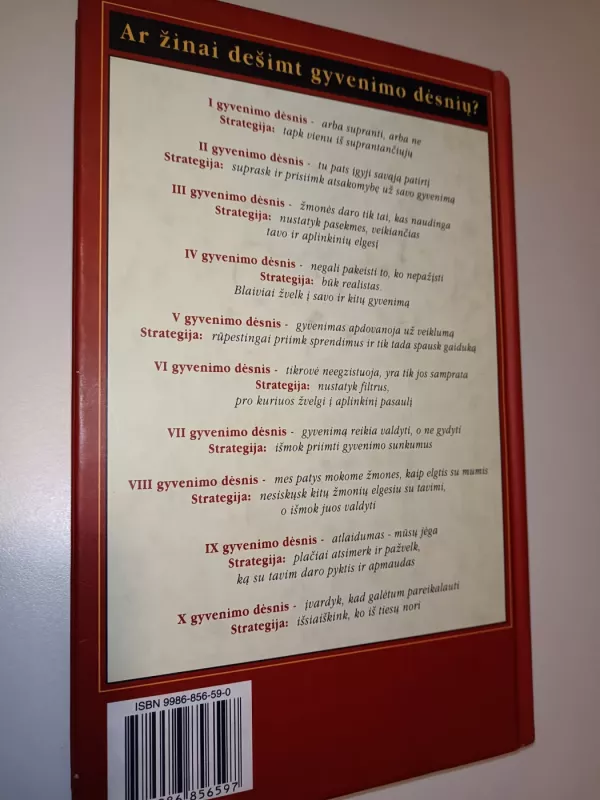 Ar žinai dešimt gyvenimo dėsnių?
I gyvenimo dėsnis - arba supranti, arba ne
Strategija: tapk vienu iš suprantančiųjų
II gyvenimo dėsnis - tu pats įgyji savąją patirtį
Strategija: suprask ir prisiimk atsakomybę už savo gyvenimą
III gyvenimo dėsnis - žmonės daro tik tai, kas naudinga
Strategija: nustatyk pasekmes, veikiančias
tavo ir aplinkinių elgesį
IV gyvenimo dėsnis - negali pakeisti to, ko nepažįsti
Strategija: būk realistas.
Blaiviai žvelk į savo ir kitų gyvenimą
V gyvenimo dėsnis - gyvenimas apdovanoja už veiklumą
Strategija: rūpestingai priimk sprendimus ir tik tada spausk gaiduką
VI gyvenimo dėsnis - tikrovė neegzistuoja, yra tik jos samprata
Strategija: nustatyk filtrus,
pro kuriuos žvelgi į aplinkinį pasaulį
VII gyvenimo dėsnis - gyvenimą reikia valdyti, o ne gydyti
Strategija: išmok priimti gyvenimo sunkumus
VIII gyvenimo dėsnis - mes patys mokome žmones, kaip elgtis su mumis
Strategija: nesiskųsk kitų žmonių elgesiu su tavimi,
o išmok juos valdyti
IX gyvenimo dėsnis - atlaidumas - mūsų jėga
Strategija: plačiai atsimerk ir pažvelk,
ką su tavim daro pyktis ir apmaudas
X gyvenimo dėsnis - įvardyk, kad galėtum pareikalauti
Strategija: išsiaiškink, ko iš tiesų nori
ISBN 9986-856-59-0